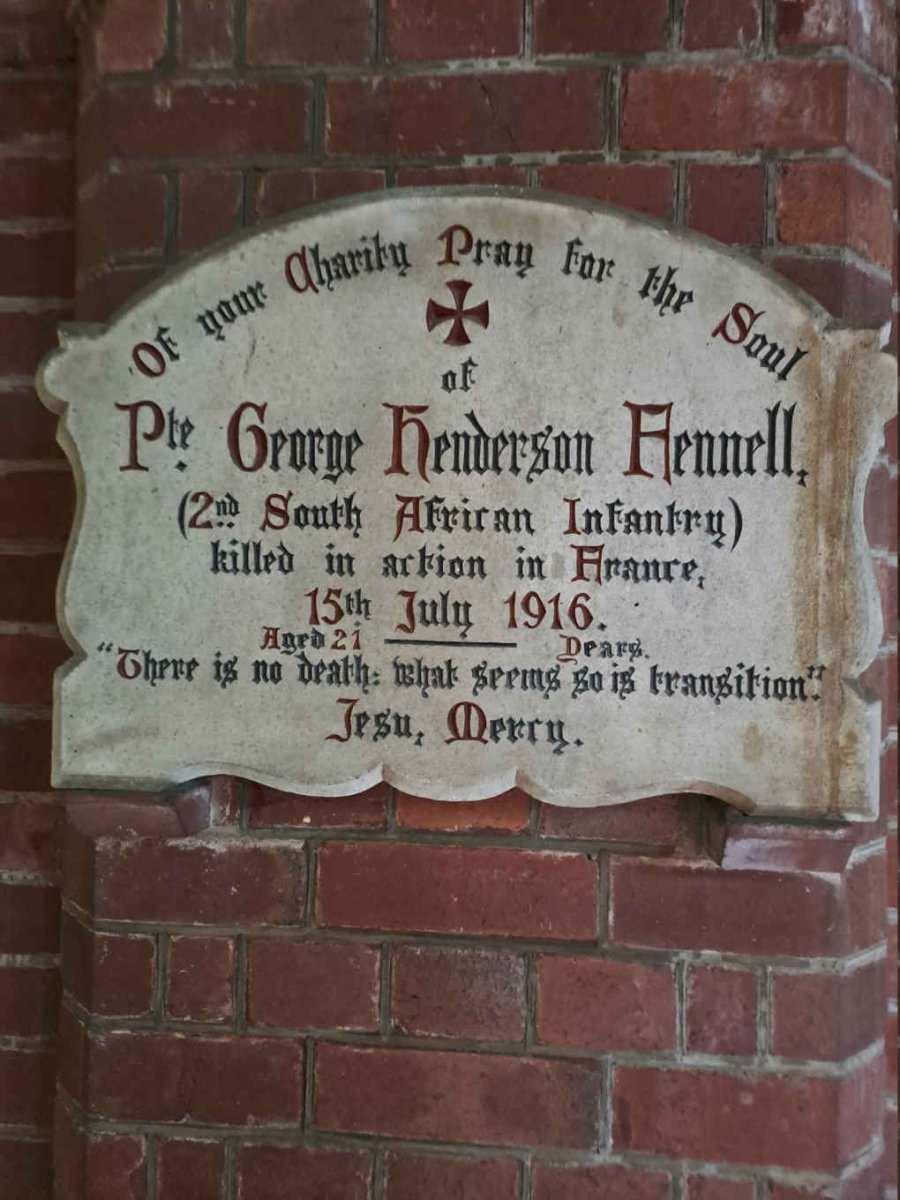 Of your Charity Pray for the Soul
of
Pte. George Henderson Fennell,
(2nd South African Infantry)
killed in action in France,
15th July 1916.
Aged 21 Years.
“There is no death: what seems so is transition”.
Jesu, Mercy.